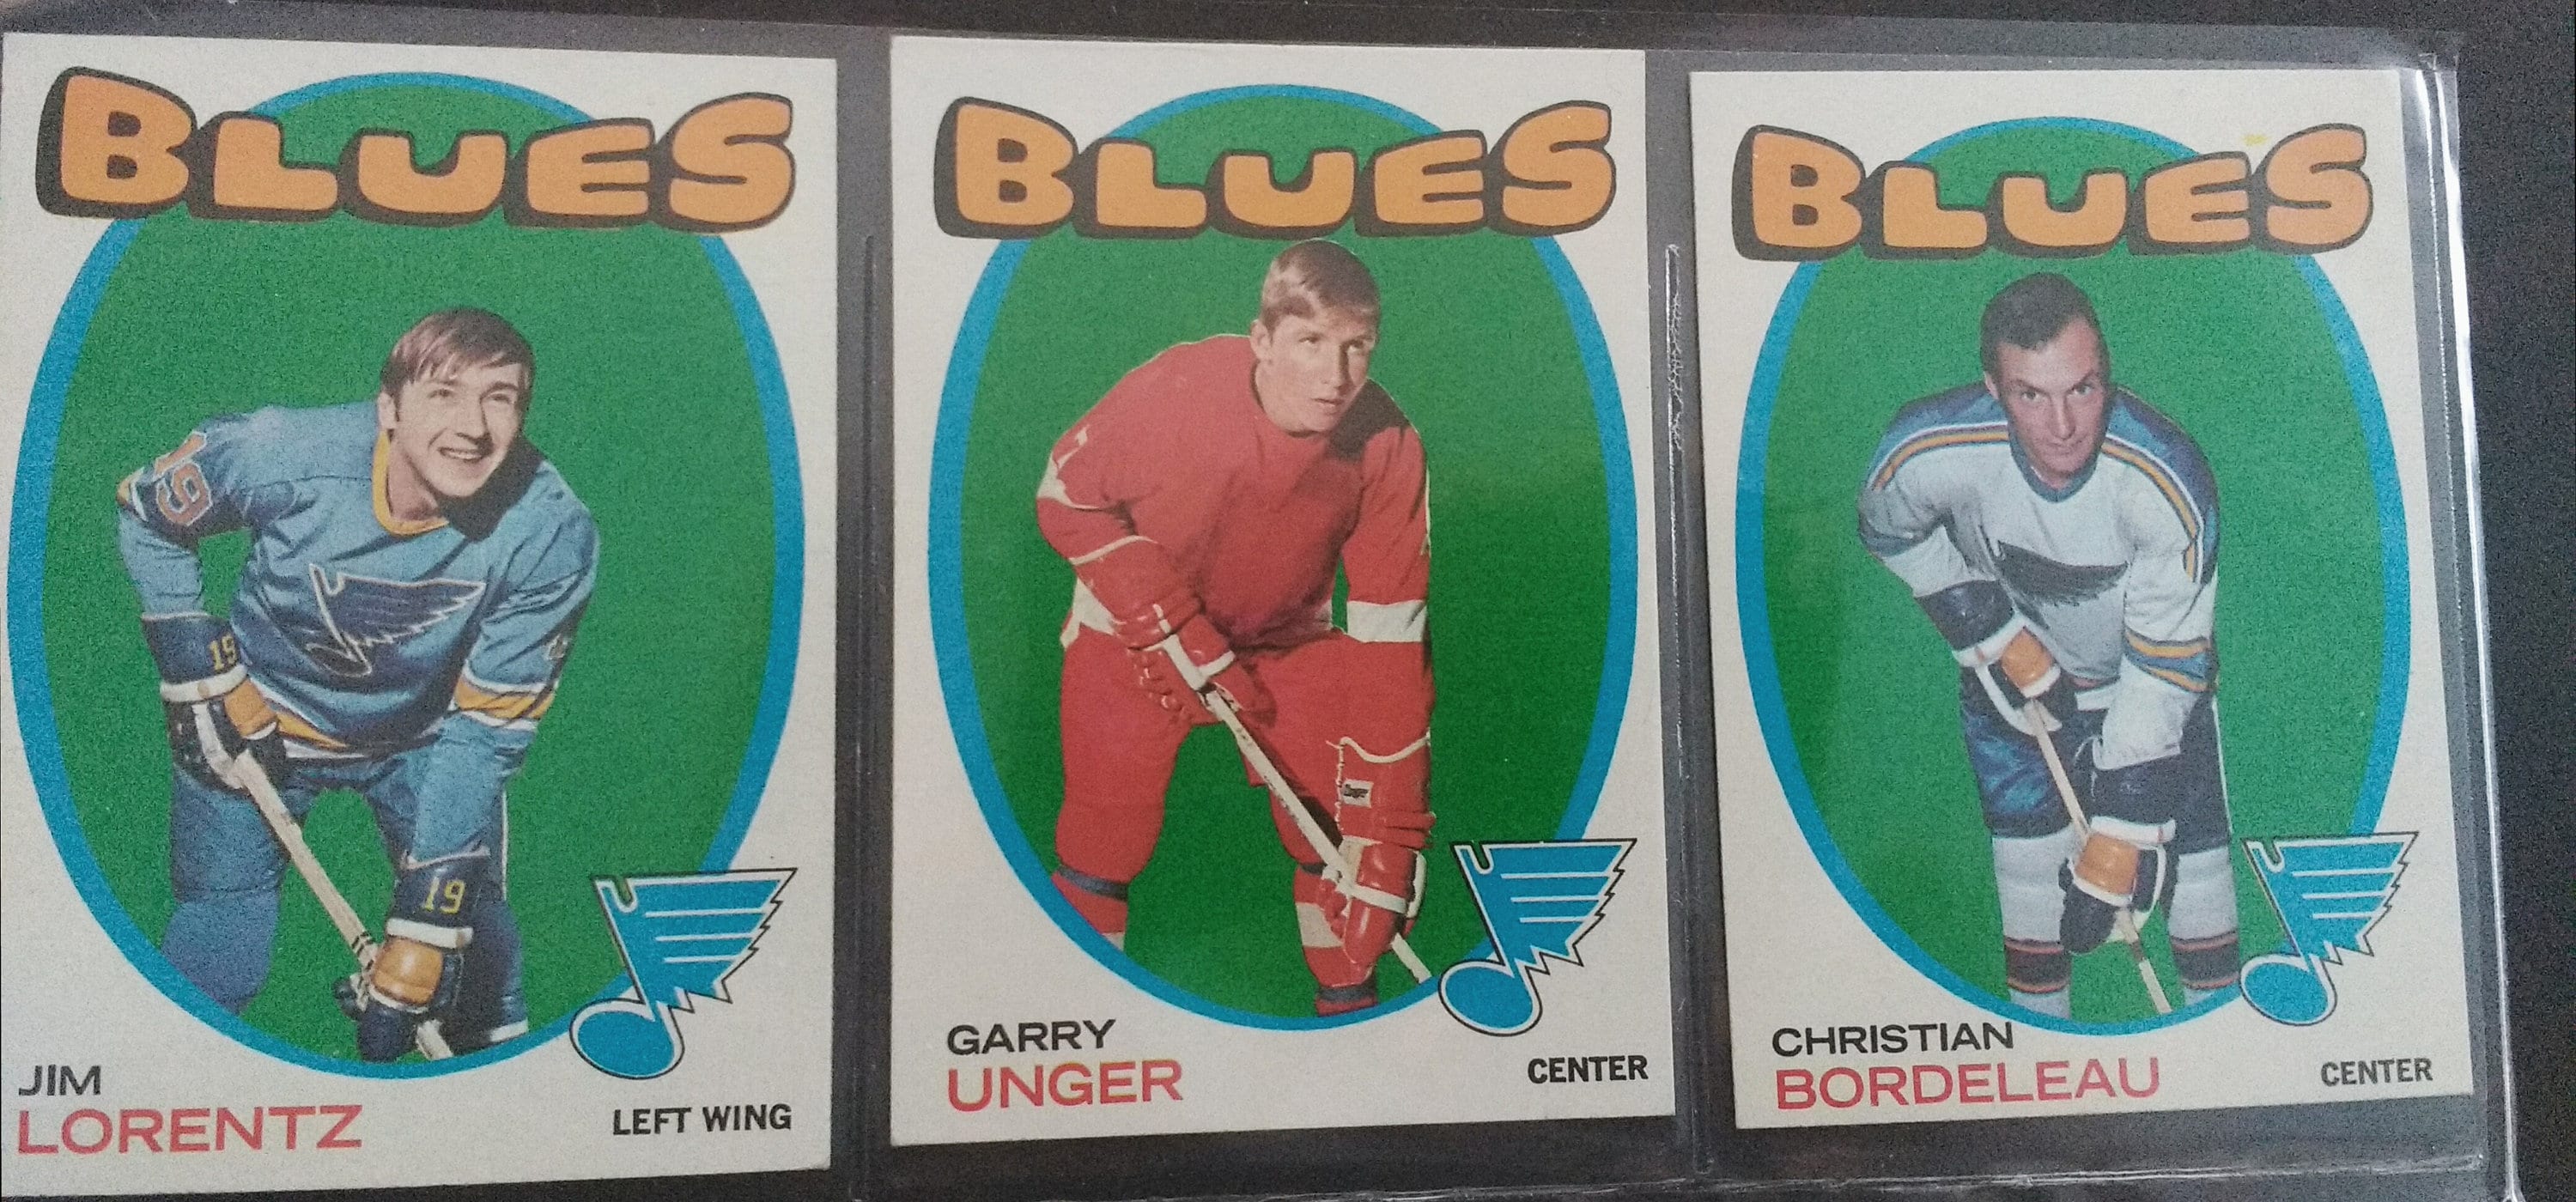 BLUES
19
19
19
JIM
LORENTZ
LEFT WING
BLUES
GARRY
UNGER
CENTER
BLUES
CHRISTIAN
BORDELEAU
CENTER